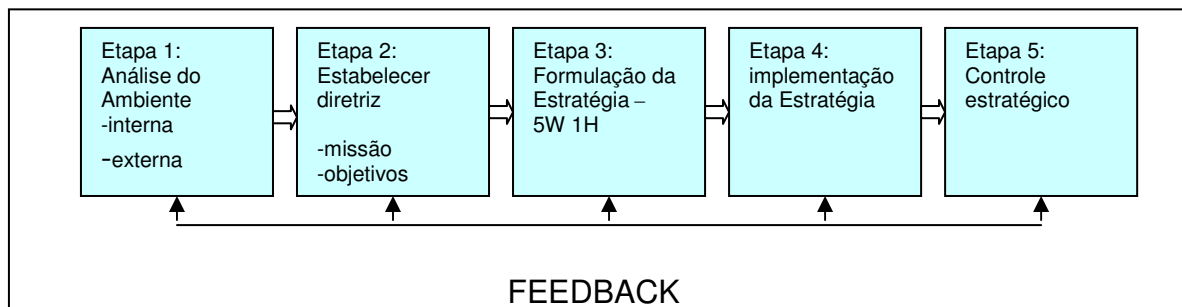 Etapa 1:
Análise do
Ambiente
-interna
-externa
Etapa 2:
Estabelecer
diretriz
-missão
-objetivos
Etapa 3:
Formulação da
Estratégia –
5W 1H
Etapa 4:
implementação
da Estratégia
Etapa 5:
Controle
estratégico
FEEDBACK